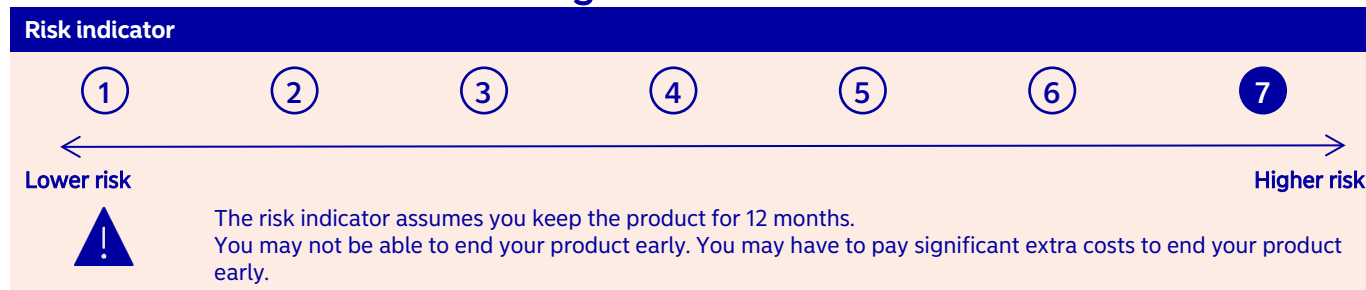 Risk indicator
1 2 3 4 5 6 7
Lower risk Higher risk
The risk indicator assumes you keep the product for 12 months.
You may not be able to end your product early. You may have to pay significant extra costs to end your product
early.